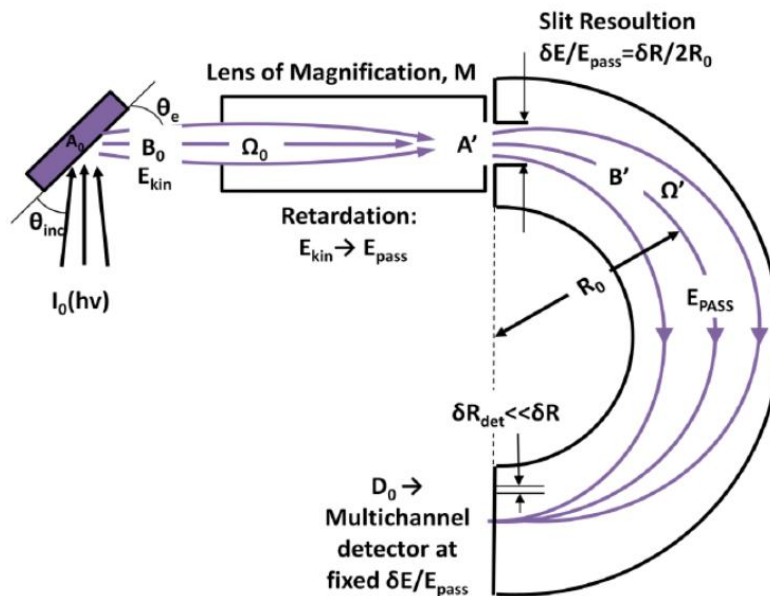 Slit Resoultion
δE/E_pass=δR/2R_0
Lens of Magnification, M
θ_e
A_0
B_0
Ω_0
A’
E_kin
B’
Ω’
θ_inc
Retardation:
E_kin → E_pass
R_0
I_0(hν)
E_PASS
δR_det<<δR
D_0 →
Multichannel
detector at
fixed δE/E_pass